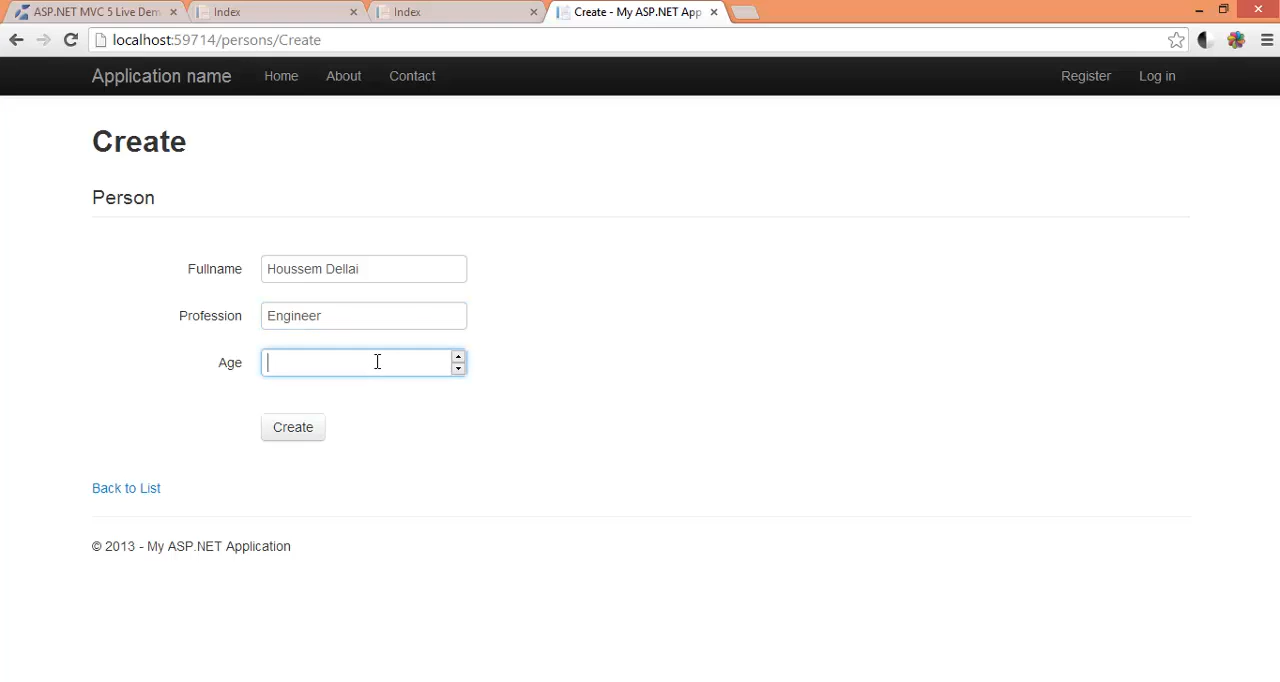 ASP.NET MVC 5 Live Dem
Index
Index
Create - My ASP.NET App
localhost:59714/persons/Create
Application name
Home
About
Contact
Register
Log in
Create
Person
Fullname
Houssem Dellai
Profession
Engineer
Age
Create
Back to List
© 2013 - My ASP.NET Application